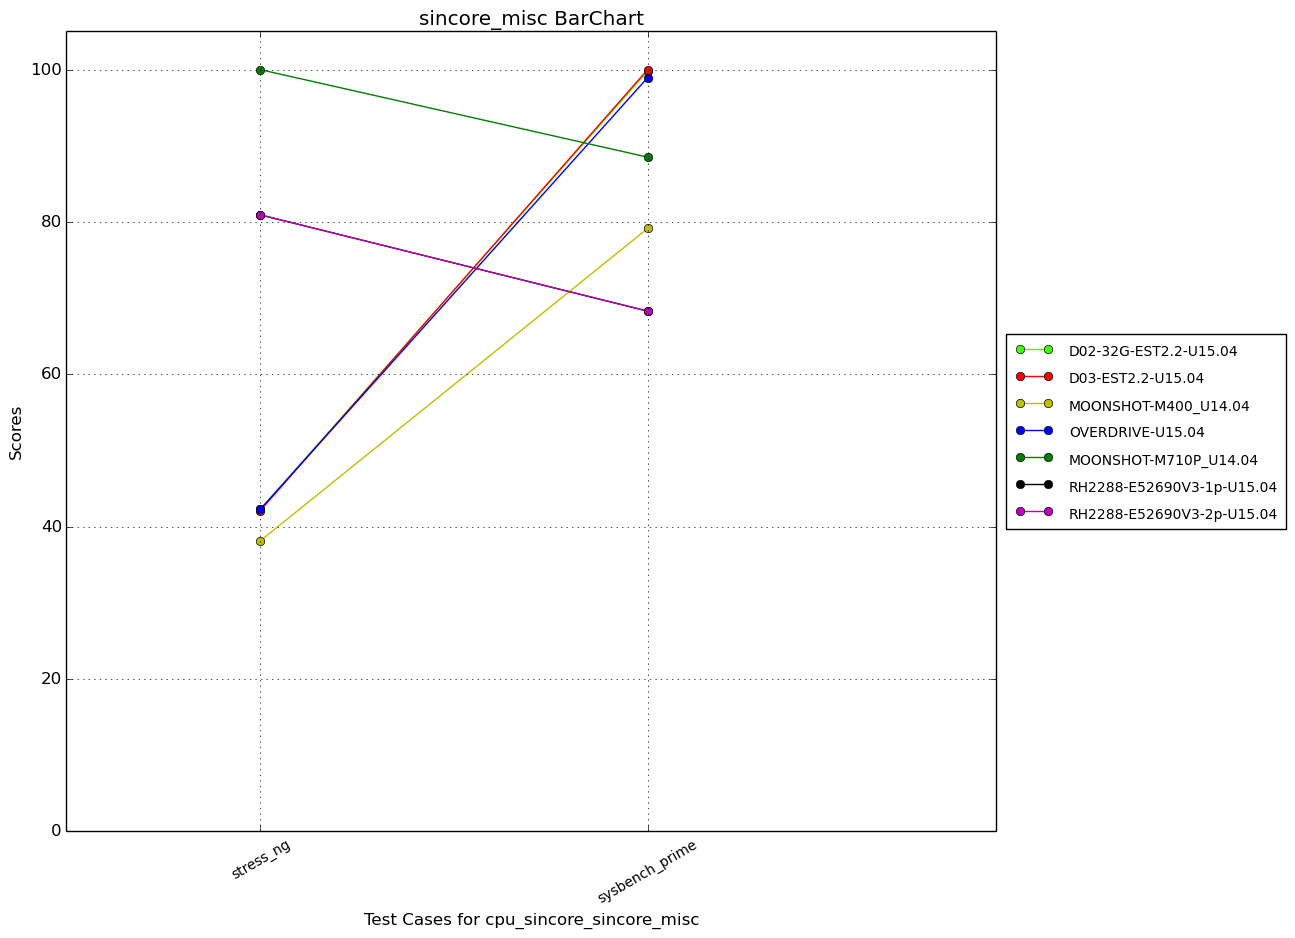 sincore_misc BarChart
100
80
60
40
20
0
Scores
stress_ng
sysbench_prime
Test Cases for cpu_sincore_sincore_misc
D02-32G-EST2.2-U15.04
D03-EST2.2-U15.04
MOONSHOT-M400_U14.04
OVERDRIVE-U15.04
MOONSHOT-M710P_U14.04
RH2288-E52690V3-1p-U15.04
RH2288-E52690V3-2p-U15.04